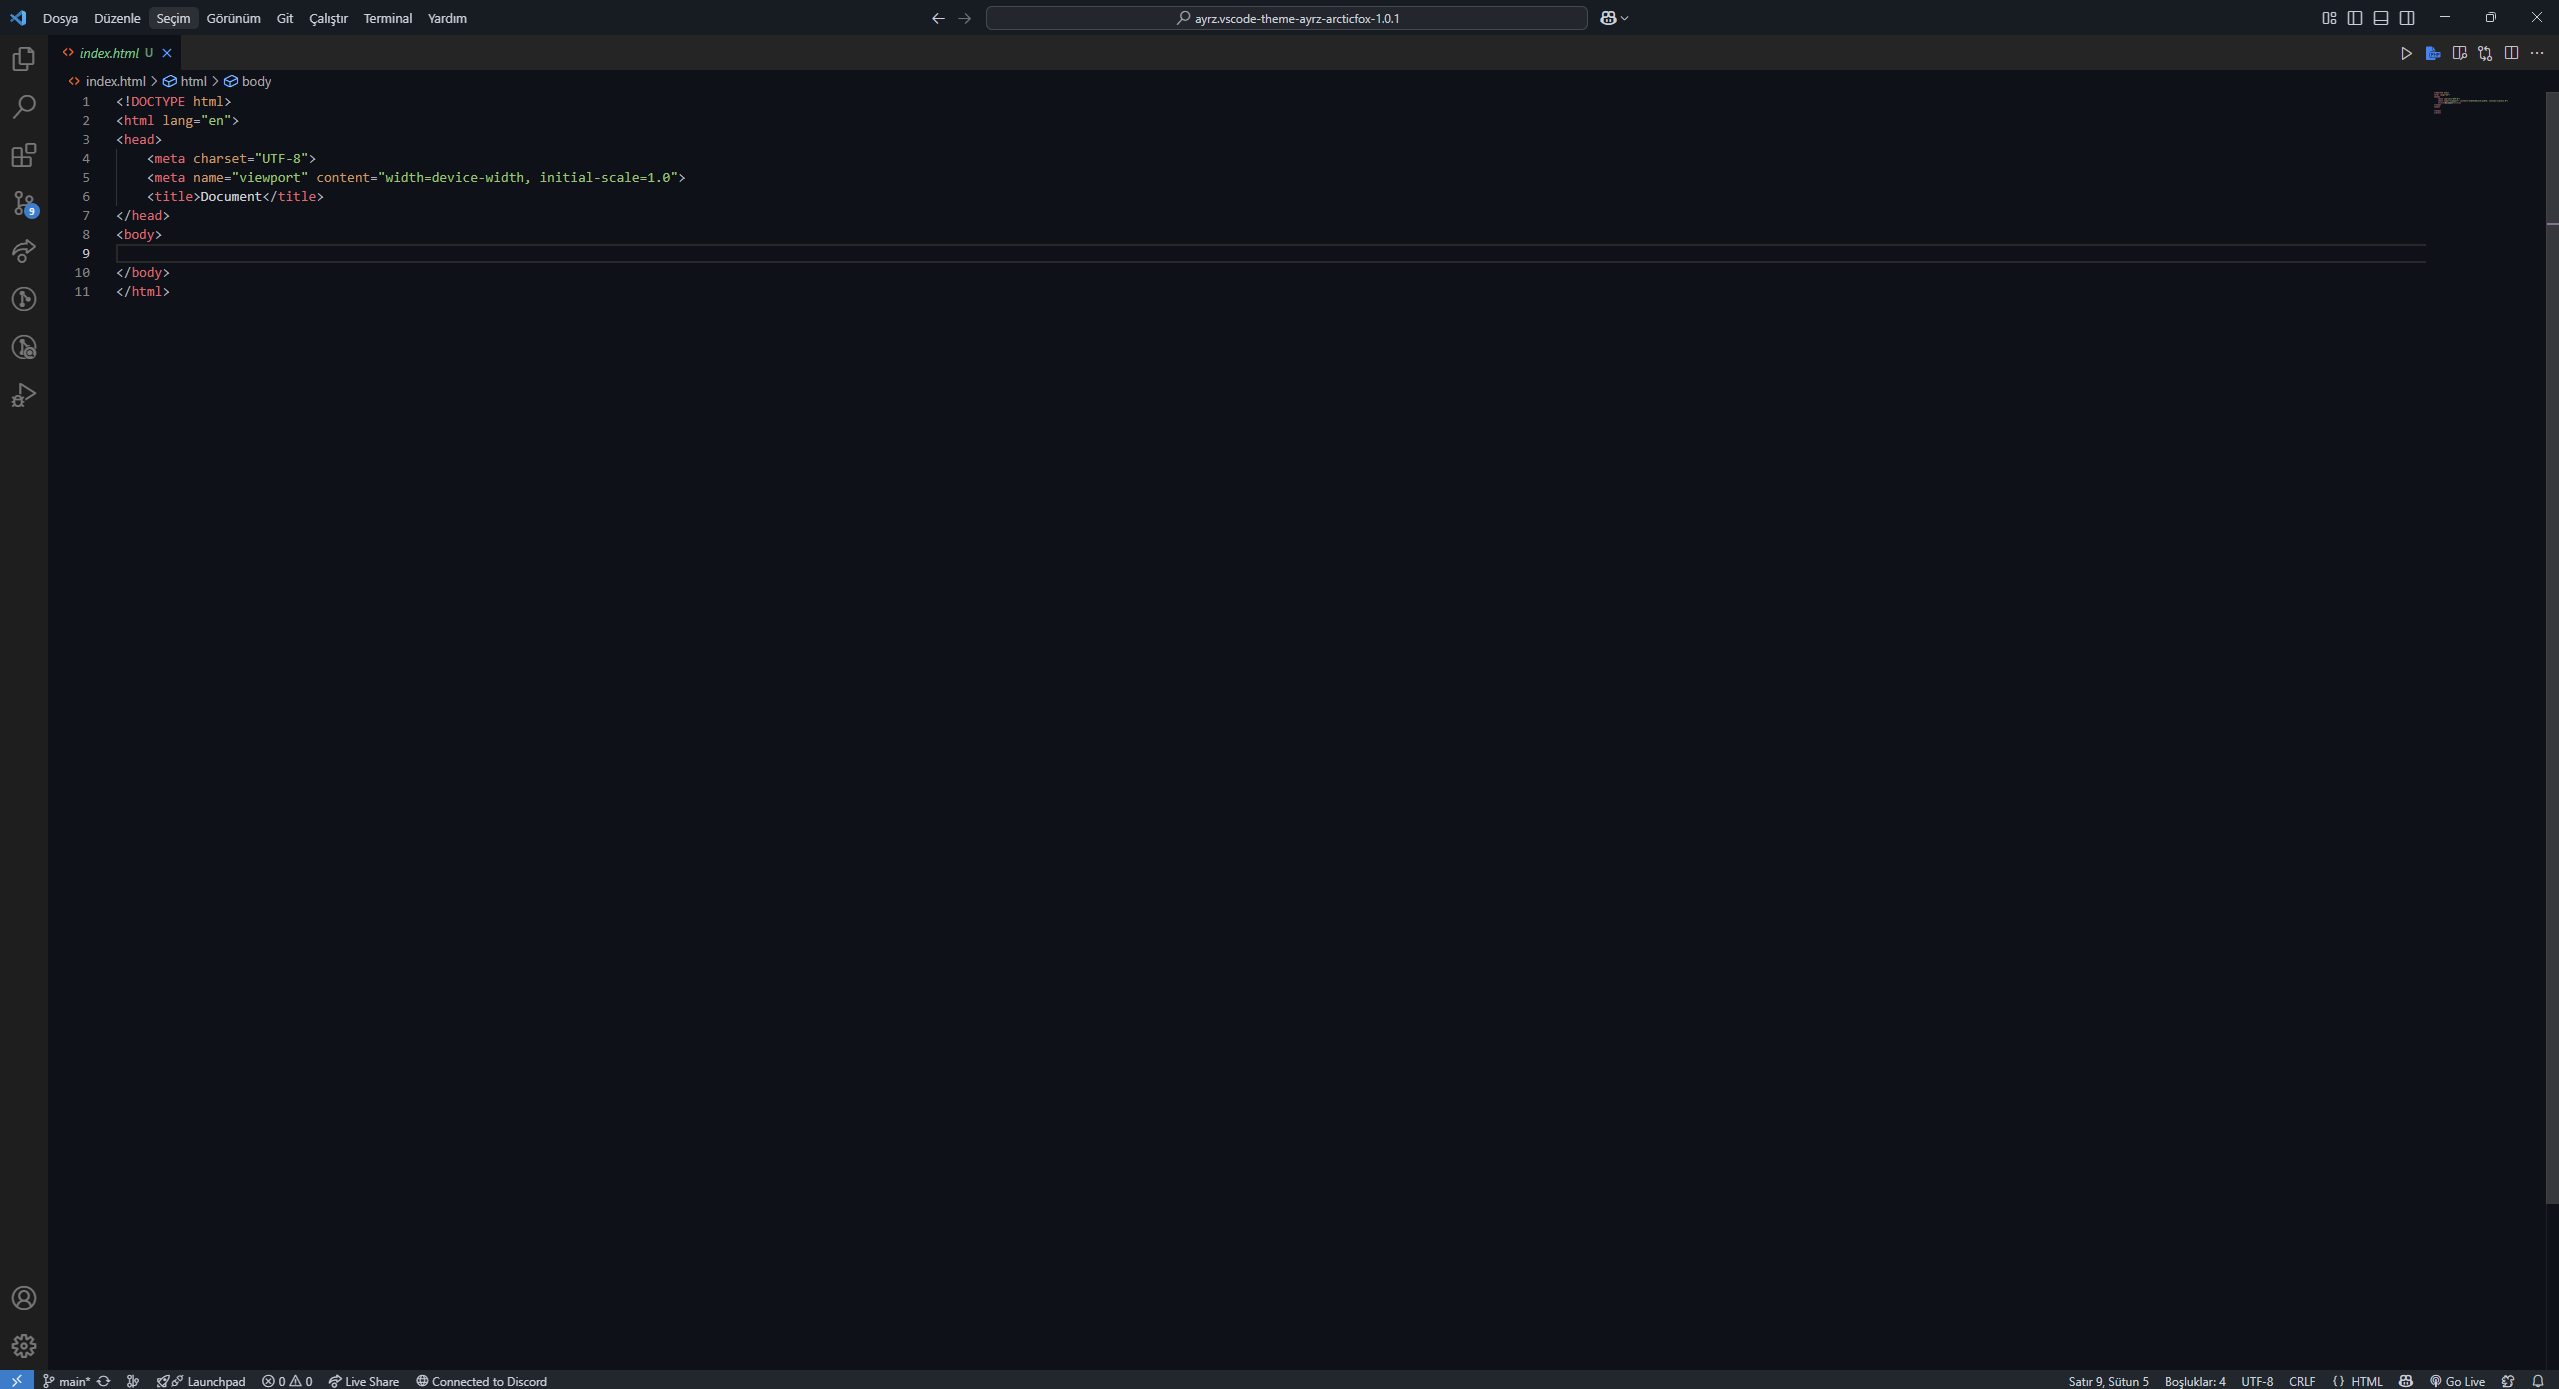 Dosya Düzenle Seçim Görünüm Git Çalıştır Terminal Yardım
ayrz.vscode-theme-ayrz-arcticfox-1.0.1
index.html U
index.html > html > body
1 <!DOCTYPE html>
2 <html lang="en">
3 <head>
4 <meta charset="UTF-8">
5 <meta name="viewport" content="width=device-width, initial-scale=1.0">
6 <title>Document</title>
7 </head>
8 <body>
9
10 </body>
11 </html>
9
main* Launchpad 0 0 Live Share Connected to Discord
Satır 9, Sütun 5 Boşluklar: 4 UTF-8 CRLF {} HTML Go Live